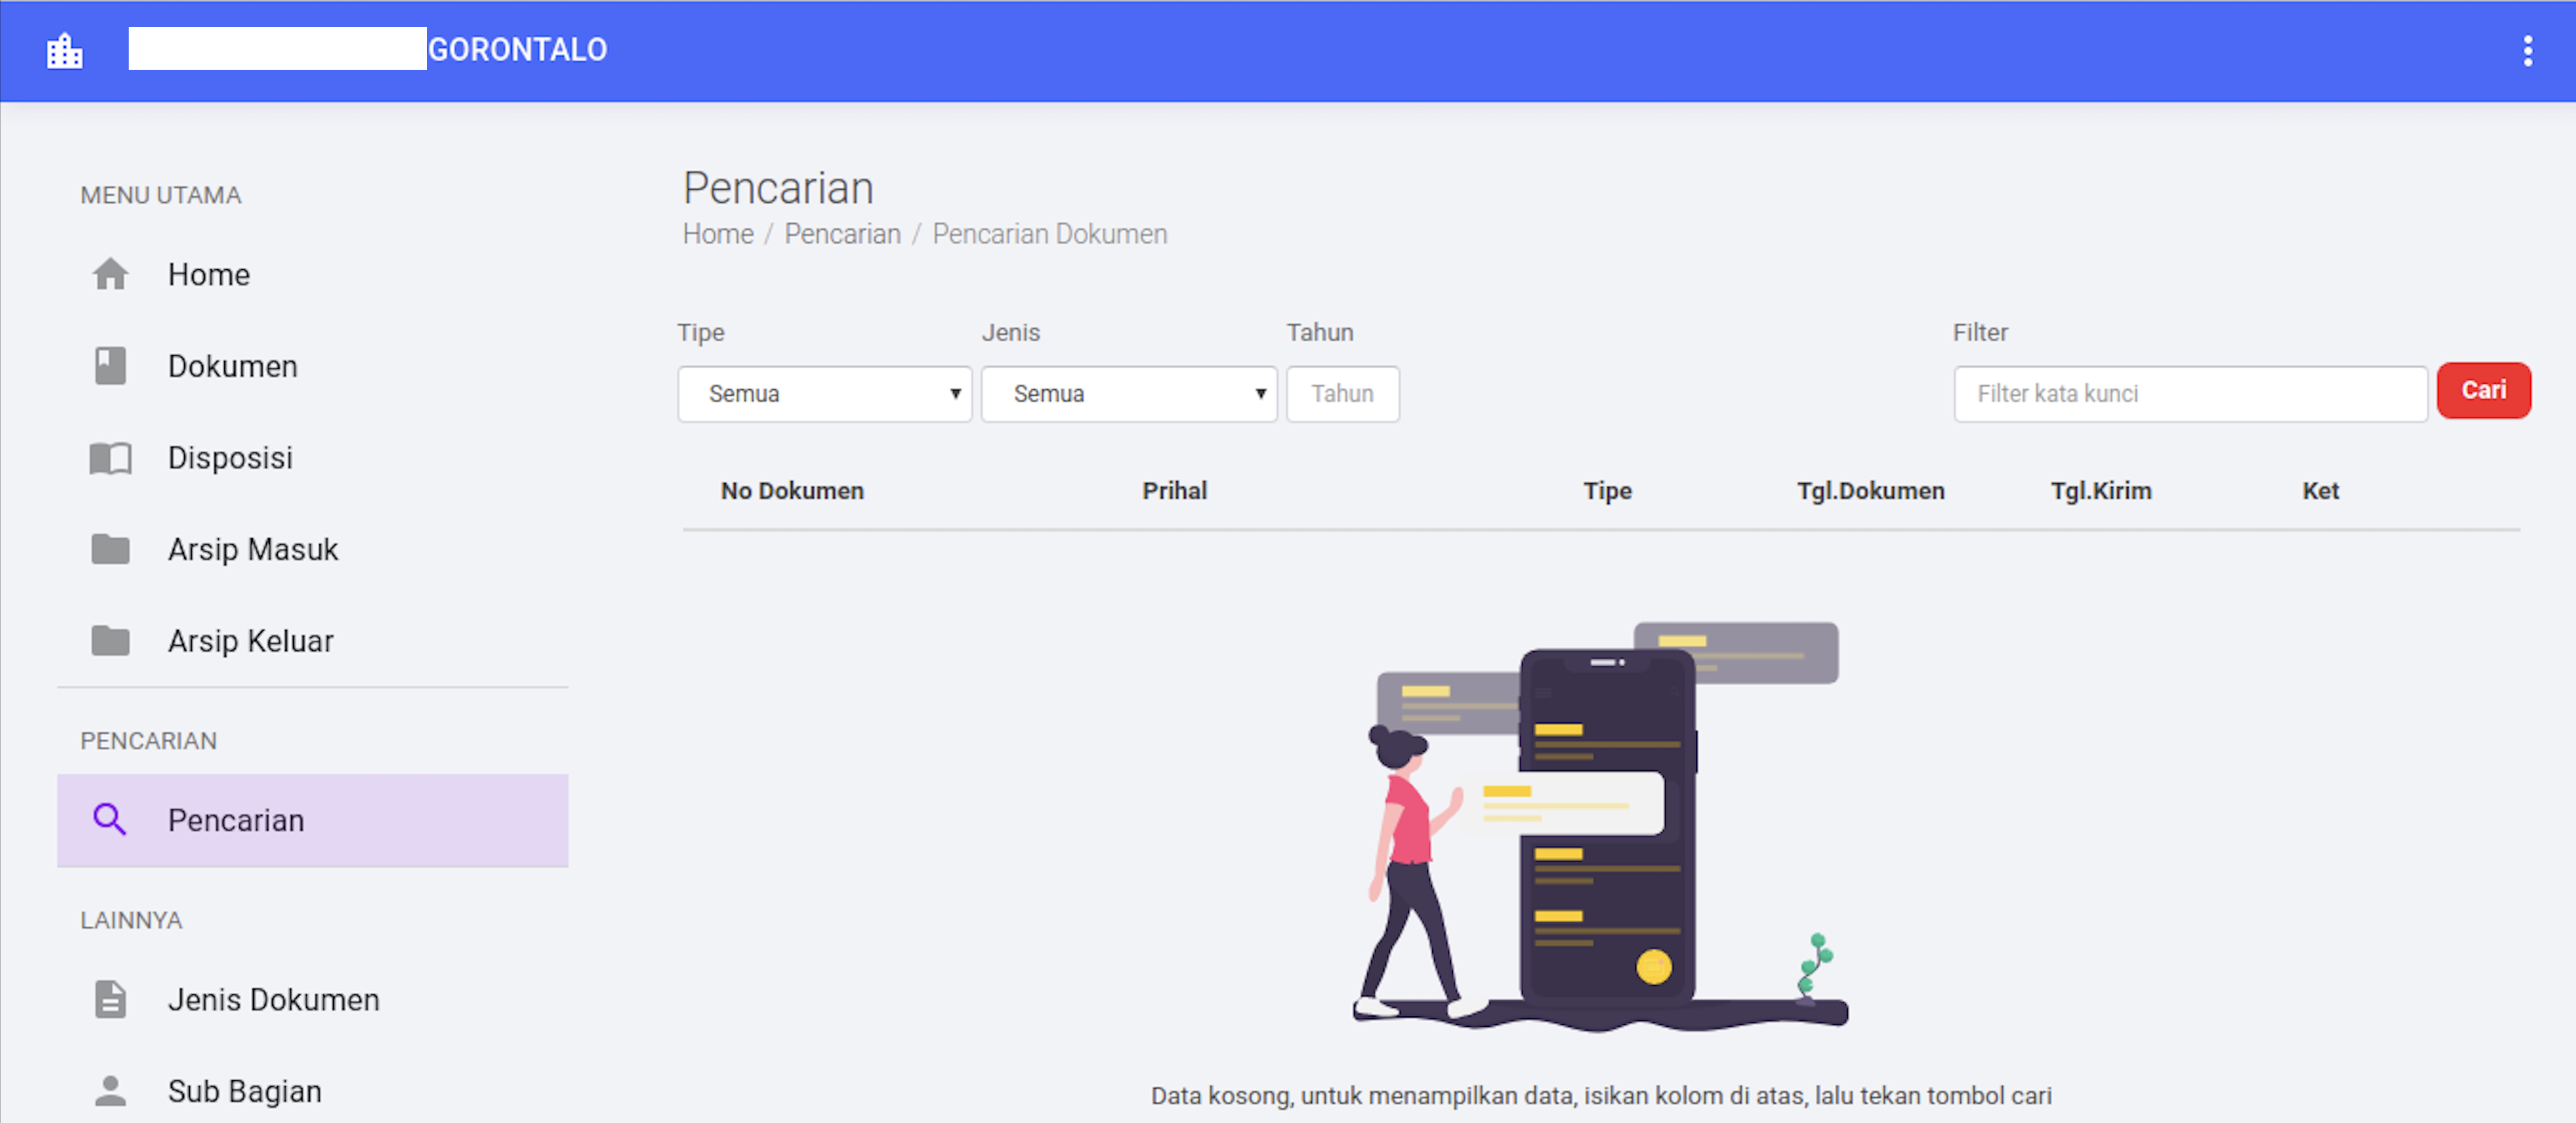 GORONTALO
MENU UTAMA
Home
Dokumen
Disposisi
Arsip Masuk
Arsip Keluar
PENCARIAN
Pencarian
LAINNYA
Jenis Dokumen
Sub Bagian
Pencarian
Home / Pencarian / Pencarian Dokumen
Tipe Jenis Tahun Filter
Semua Semua Tahun Filter kata kunci Cari
No Dokumen Prihal Tipe Tgl.Dokumen Tgl.Kirim Ket
Data kosong, untuk menampilkan data, isikan kolom di atas, lalu tekan tombol cari